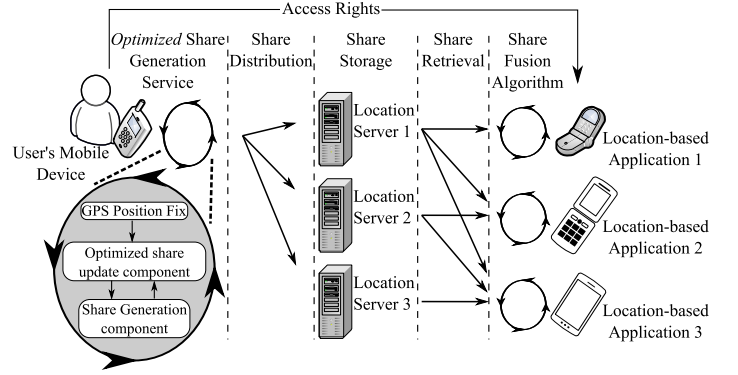 Access Rights
Optimized Share
Generation
Service
Share
Distribution
Share
Storage
Share
Retrieval
Share
Fusion
Algorithm
User's Mobile
Device
Location
Server 1
Location
Server 2
Location
Server 3
Location-based
Application 1
Location-based
Application 2
Location-based
Application 3
GPS Position Fix
Optimized share
update component
Share Generation
component